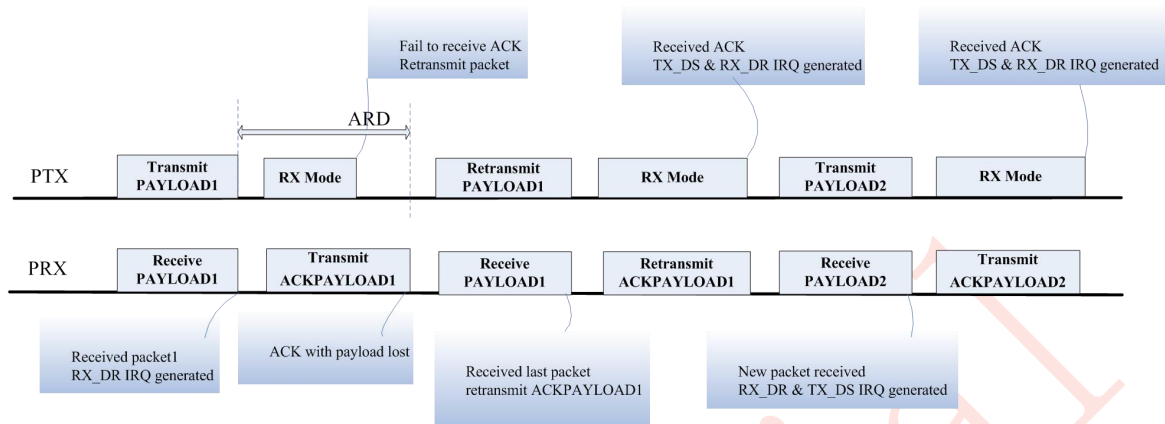 Fail to receive ACK
Retransmit packet
Received ACK
TX_DS & RX_DR IRQ generated
Received ACK
TX_DS & RX_DR IRQ generated
ARD
PTX
Transmit
PAYLOAD1
RX Mode
Retransmit
PAYLOAD1
RX Mode
Transmit
PAYLOAD2
RX Mode
PRX
Receive
PAYLOAD1
Transmit
ACKPAYLOAD1
Receive
PAYLOAD1
Retransmit
ACKPAYLOAD1
Receive
PAYLOAD2
Transmit
ACKPAYLOAD2
Received packet1
RX_DR IRQ generated
ACK with payload lost
Received last packet
retransmit ACKPAYLOAD1
New packet received
RX_DR & TX_DS IRQ generated